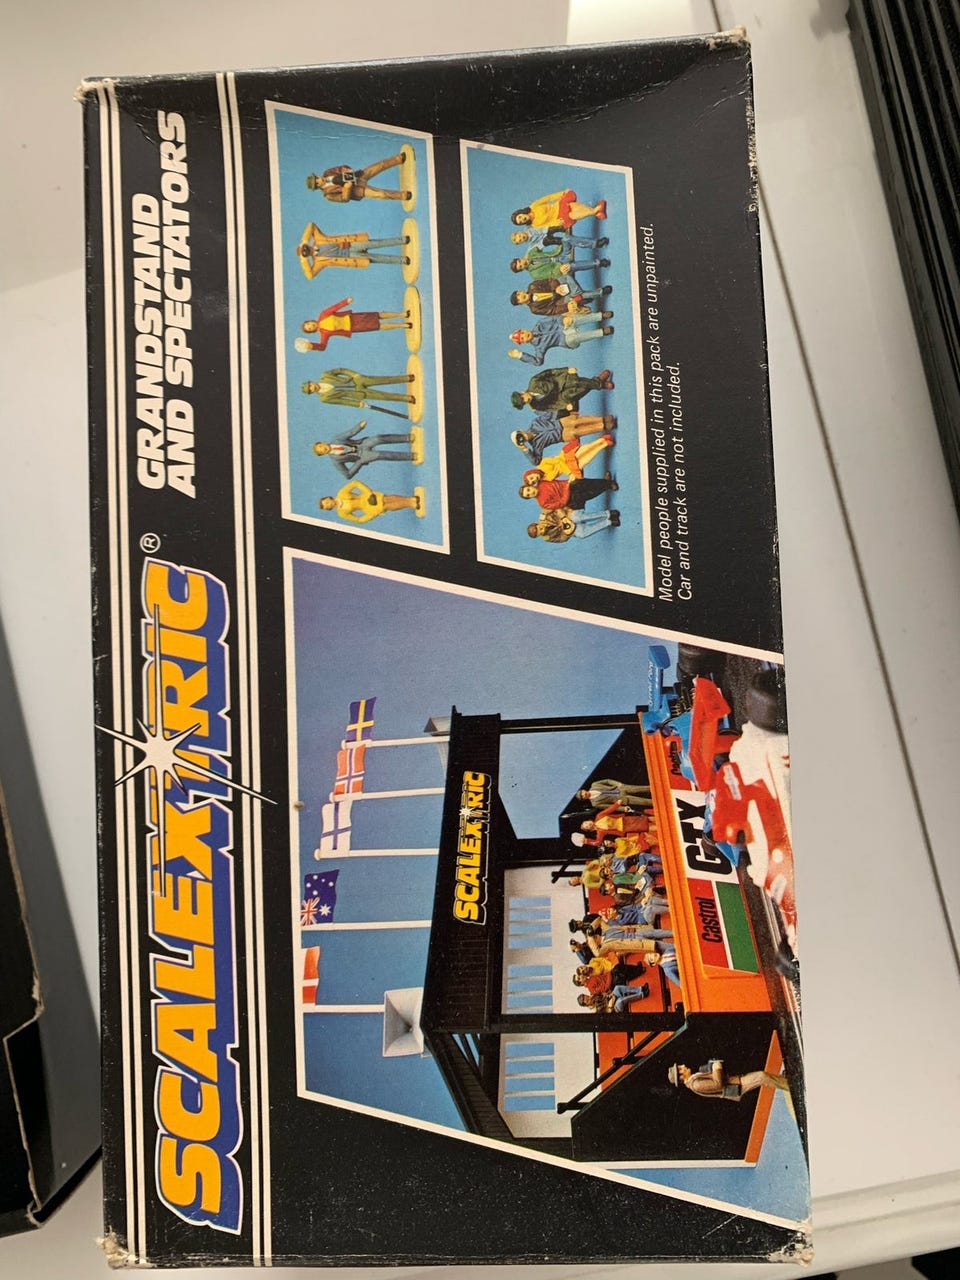 SCALEXTRIC®
GRANDSTAND
AND SPECTATORS
SCALEXTRIC
Castrol GTX
Model people supplied in this pack are unpainted.
Car and track are not included.